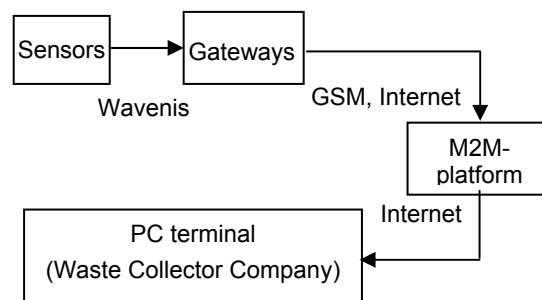 Sensors
Gateways
Wavenis
GSM, Internet
M2M-
platform
Internet
PC terminal
(Waste Collector Company)